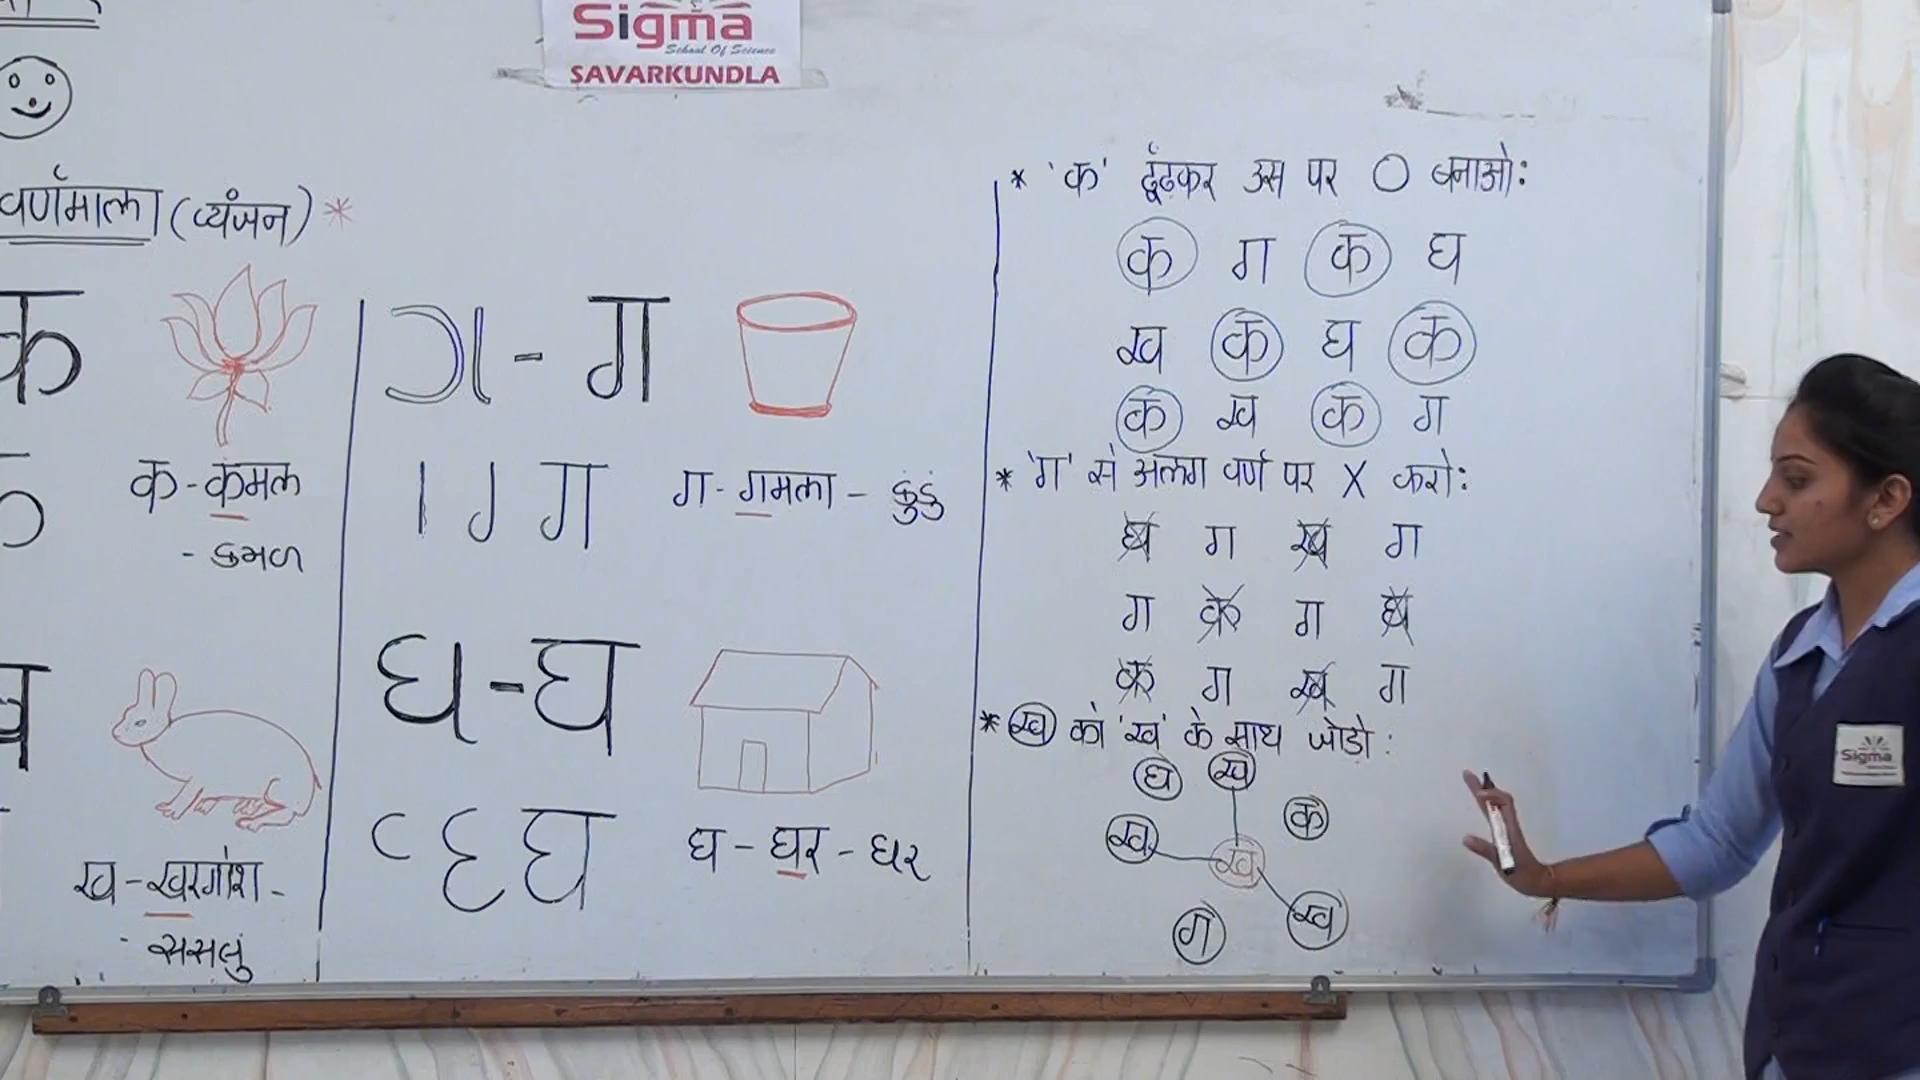 Sigma
School Of Science
SAVARKUNDLA
वर्णमाला (व्यंजन) *
क
क - कमल
- કમળ
ख - खरगोश -
- સસલું
ગ - ग
ग
ग - गमला - કુંડું
ઘ - घ
घ
घ - घर - ઘર
* 'क' ढूंढ़कर उस पर O बनाओ:
क ग क घ
ख क घ क
क ख क ग
* 'ग' से अलग वर्ण पर X करो:
घ ग ख ग
ग क ग घ
क ग ख ग
* ख को 'ख' के साथ जोडो:
घ ख
ख ख क
ग ख
Sigma